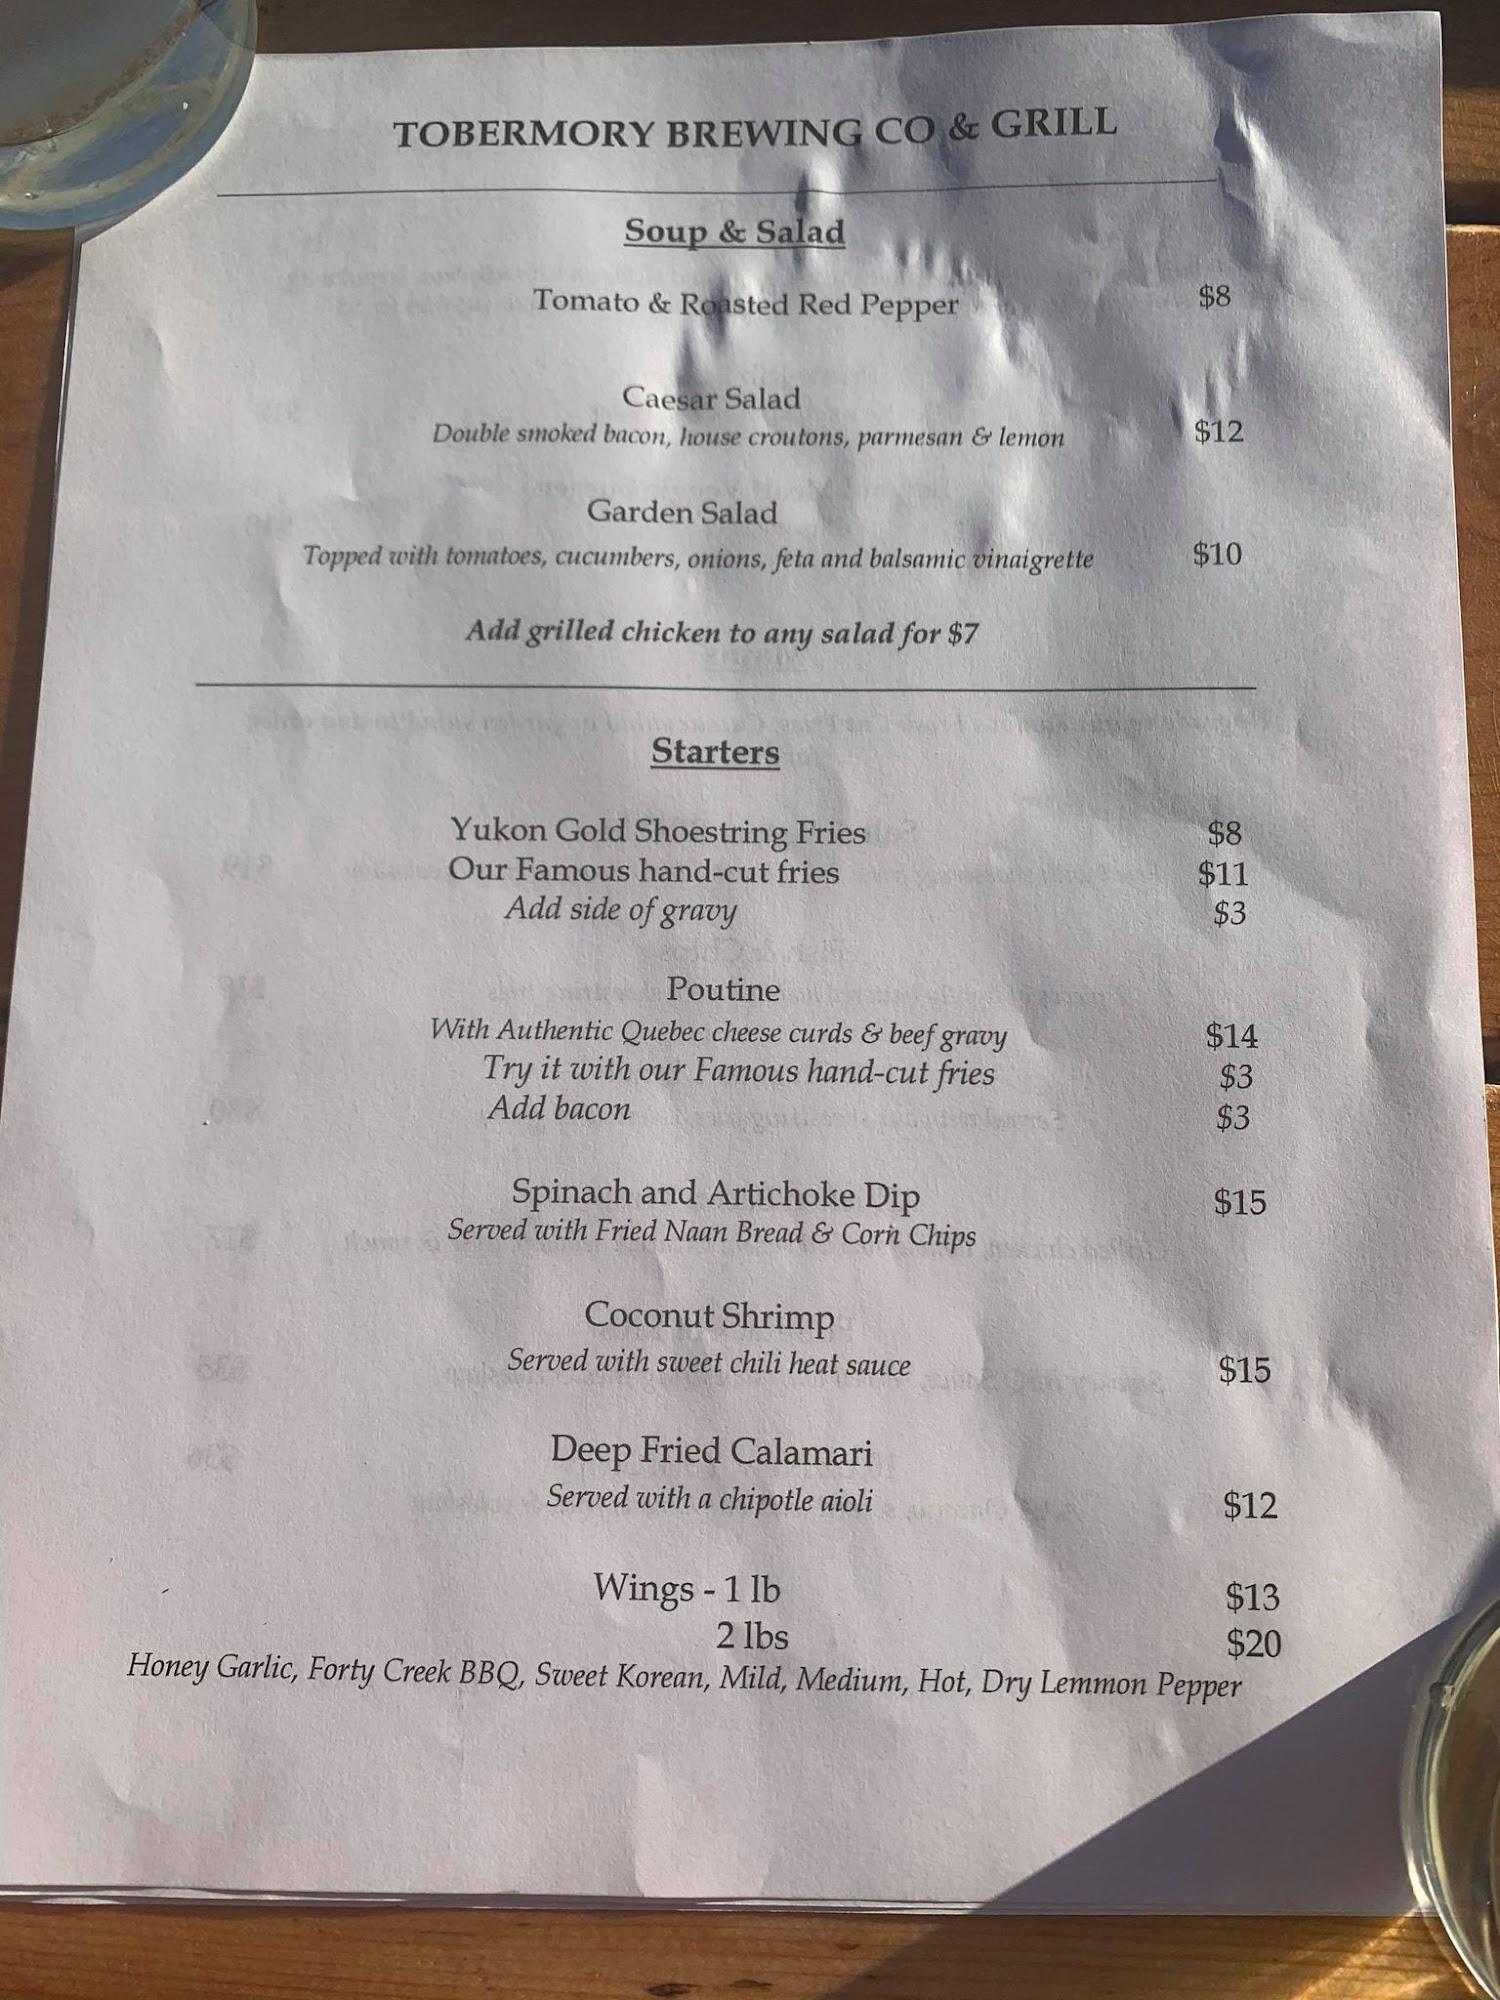 TOBERMORY BREWING CO & GRILL
Soup & Salad
Tomato & Roasted Red Pepper $8
Caesar Salad
Double smoked bacon, house croutons, parmesan & lemon $12
Garden Salad
Topped with tomatoes, cucumbers, onions, feta and balsamic vinaigrette $10
Add grilled chicken to any salad for $7
Starters
Yukon Gold Shoestring Fries $8
Our Famous hand-cut fries $11
Add side of gravy $3
Poutine
With Authentic Quebec cheese curds & beef gravy $14
Try it with our Famous hand-cut fries $3
Add bacon $3
Spinach and Artichoke Dip $15
Served with Fried Naan Bread & Corn Chips
Coconut Shrimp
Served with sweet chili heat sauce $15
Deep Fried Calamari
Served with a chipotle aioli $12
Wings - 1 lb $13
2 lbs $20
Honey Garlic, Forty Creek BBQ, Sweet Korean, Mild, Medium, Hot, Dry Lemmon Pepper